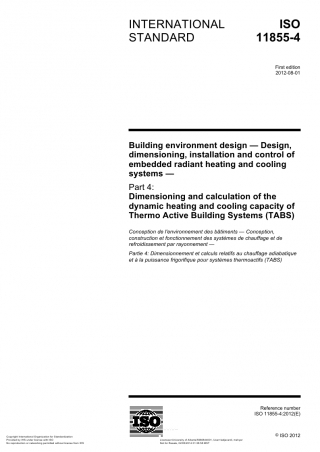 INTERNATIONAL
STANDARD
ISO
11855-4
First edition
2012-08-01
Building environment design — Design,
dimensioning, installation and control of
embedded radiant heating and cooling
systems —
Part 4:
Dimensioning and calculation of the
dynamic heating and cooling capacity of
Thermo Active Building Systems (TABS)
Conception de l'environnement des bâtiments — Conception,
construction et fonctionnement des systèmes de chauffage et de
refroidissement par rayonnement —
Partie 4: Dimensionnement et calculs relatifs au chauffage adiabatique
et à la puissance frigorifique pour systèmes thermoactifs (TABS)
Reference number
ISO 11855-4:2012(E)
ISO
© ISO 2012